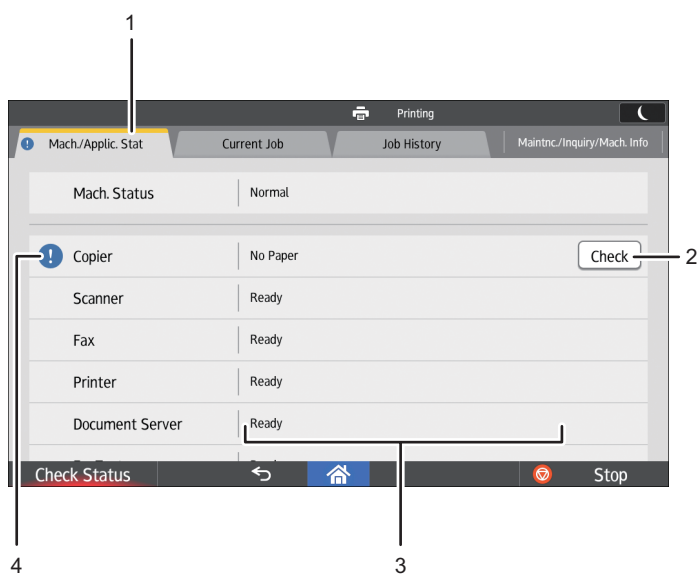 1
Printing
Mach./Applic. Stat
Current Job
Job History
Maintnc./Inquiry/Mach. Info
Mach. Status
Normal
Copier
No Paper
Check
2
Scanner
Ready
Fax
Ready
Printer
Ready
Document Server
Ready
Check Status
Stop
4
3